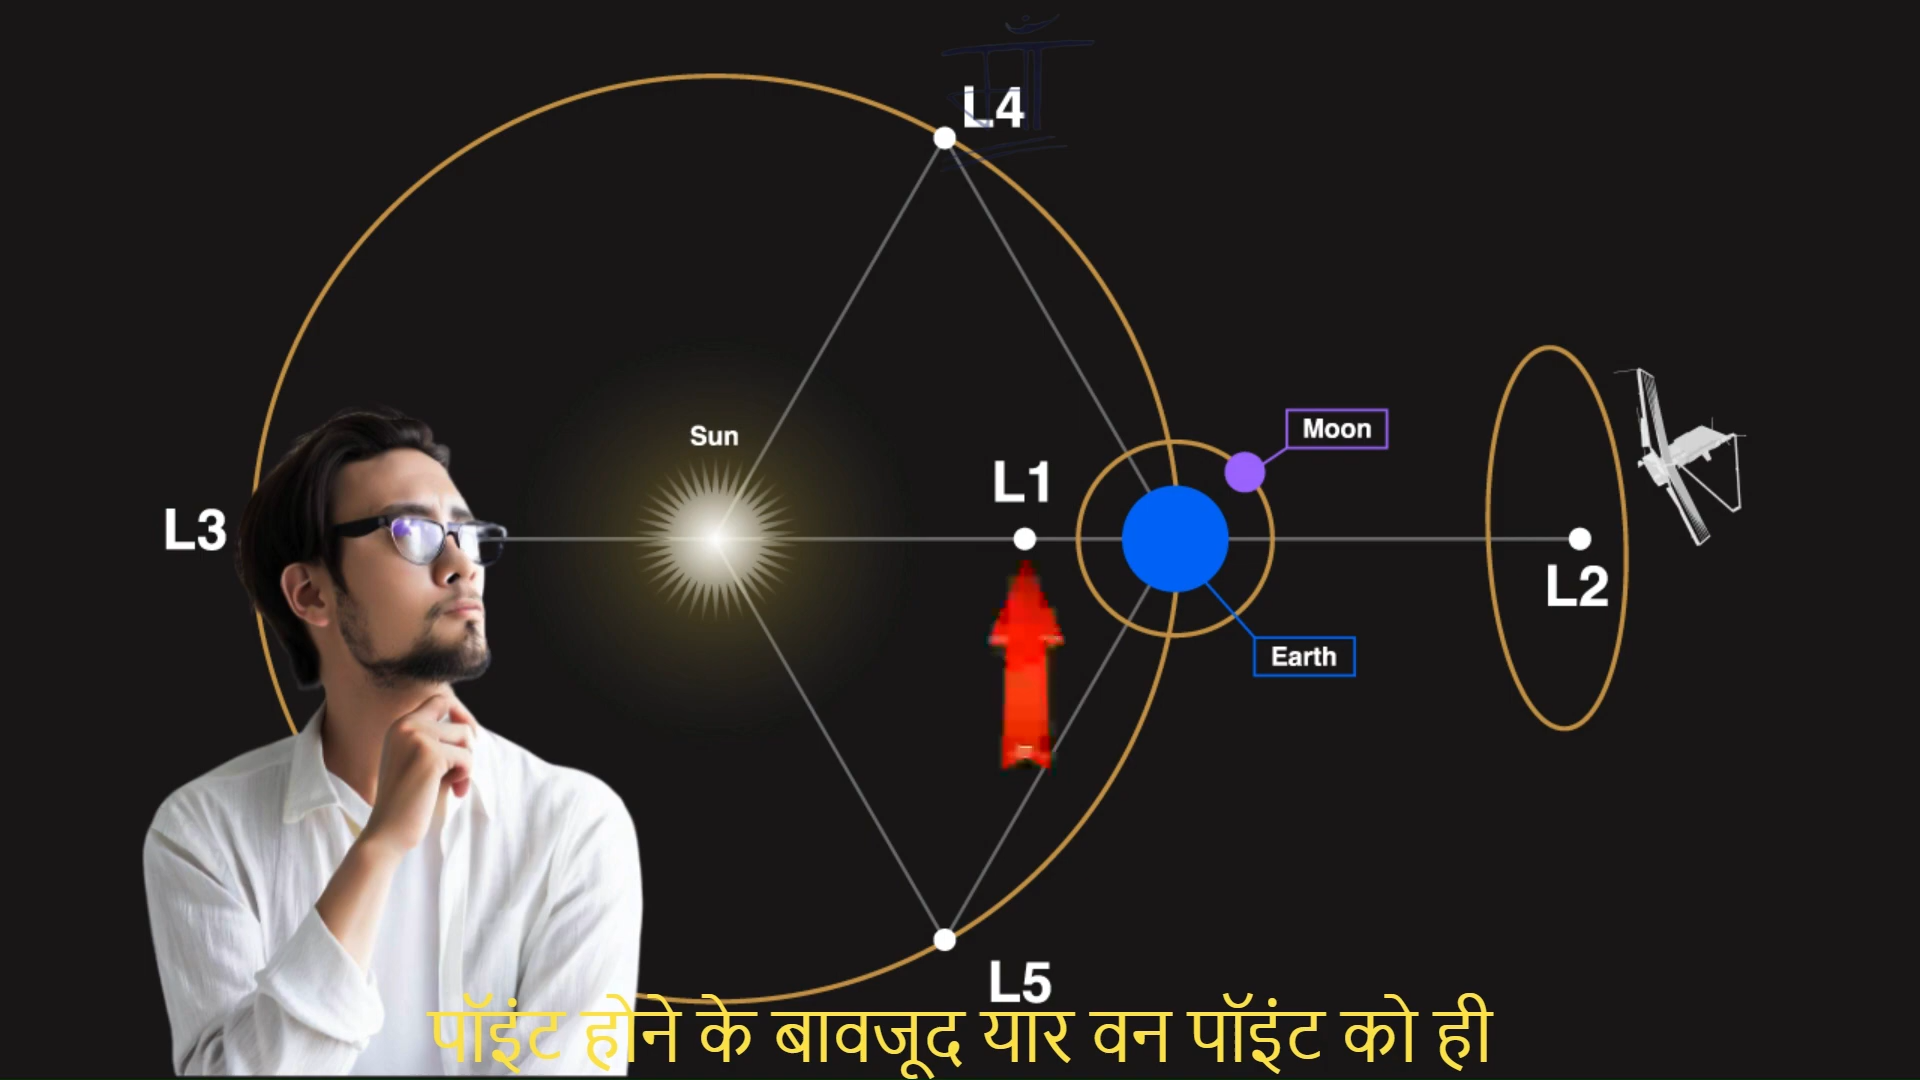 माँ
L4
Sun
Moon
L1
L3
L2
Earth
L5
पॉइंट होने के बावजूद यार वन पॉइंट को ही